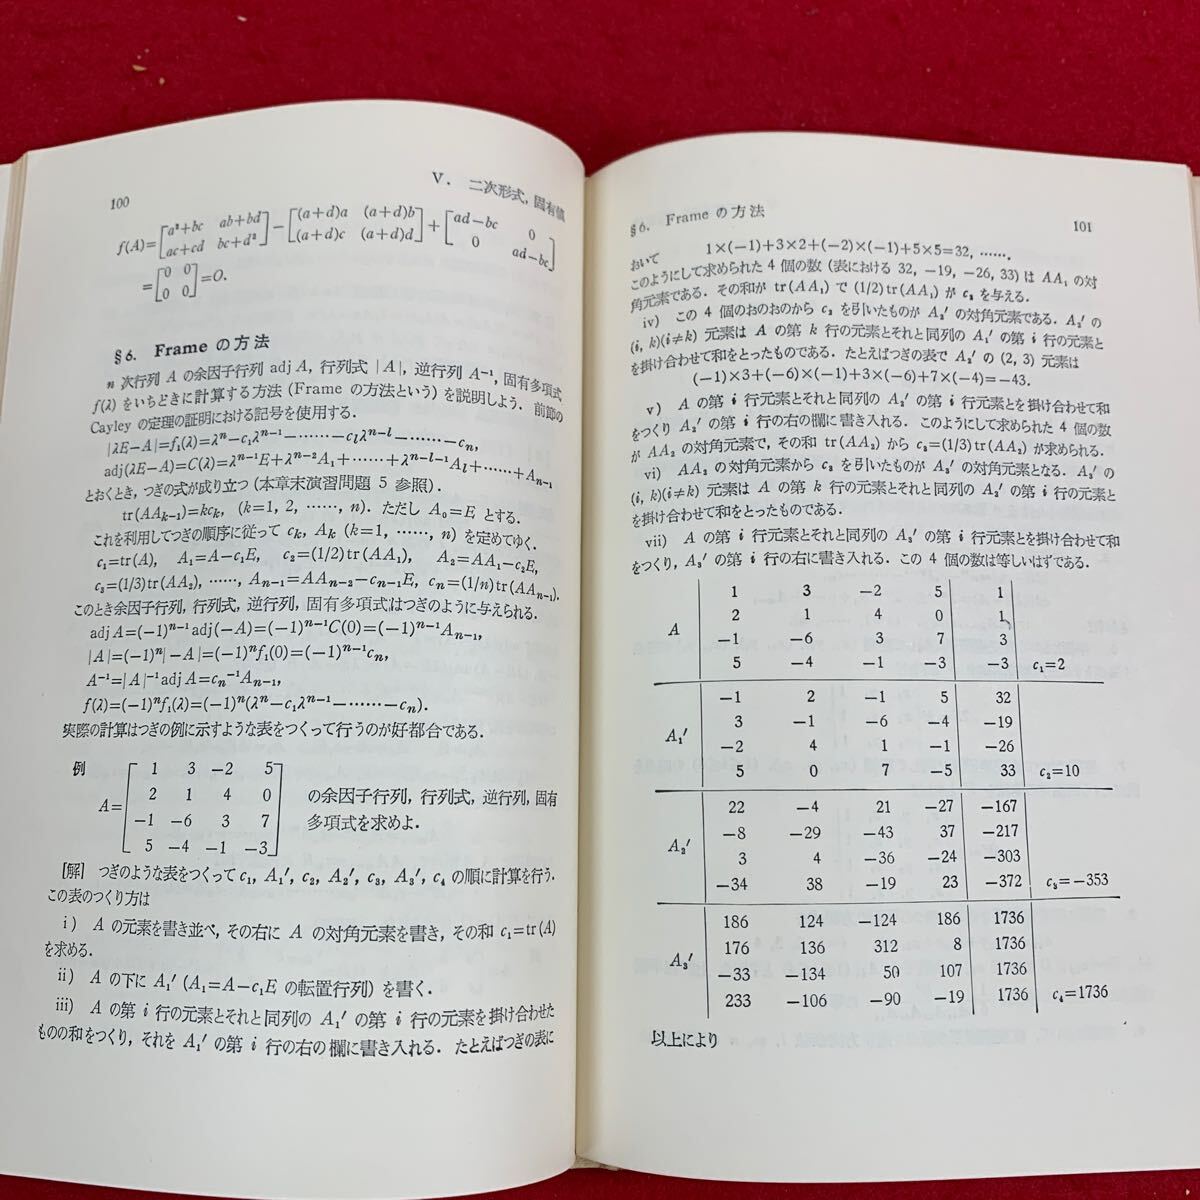 100
V. 二次形式, 固有値
f(A)=[a²+bc ab+bd]-[(a+d)a (a+d)b]+[ad-bc 0]
[ac+cd bc+d²] [(a+d)c (a+d)d] [0 ad-bc]
=[0 0]=O.
[0 0]
§6. Frame の方法
n 次行列 A の余因子行列 adj A, 行列式 |A|, 逆行列 A⁻¹, 固有多項式
f(λ) をいちどきに計算する方法 (Frame の方法という) を説明しよう. 前節の
Cayley の定理の証明における記号を使用する.
|λE-A|=f₁(λ)=λⁿ-c₁λⁿ⁻¹-……-c_lλⁿ⁻ˡ-……-cₙ,
adj(λE-A)=C(λ)=λⁿ⁻¹E+λⁿ⁻²A₁+……+λⁿ⁻ˡ⁻¹A_l+……+Aₙ₋₁
とおくとき, つぎの式が成り立つ (本章末演習問題 5 参照).
tr(AAₖ₋₁)=kcₖ, (k=1, 2, ……, n). ただし A₀=E とする.
これを利用してつぎの順序に従って cₖ, Aₖ (k=1, ……, n) を定めてゆく.
c₁=tr(A), A₁=A-c₁E, c₂=(1/2)tr(AA₁), A₂=AA₁-c₂E,
c₃=(1/3)tr(AA₂), ……, Aₙ₋₁=AAₙ₋₂-cₙ₋₁E, cₙ=(1/n)tr(AAₙ₋₁).
このとき余因子行列, 行列式, 逆行列, 固有多項式はつぎのように与えられる.
adj A=(-1)ⁿ⁻¹adj(-A)=(-1)ⁿ⁻¹C(0)=(-1)ⁿ⁻¹Aₙ₋₁,
|A|=(-1)ⁿ|-A|=(-1)ⁿf₁(0)=(-1)ⁿ⁻¹cₙ,
A⁻¹=|A|⁻¹adj A=cₙ⁻¹Aₙ₋₁,
f(λ)=(-1)ⁿf₁(λ)=(-1)ⁿ(λⁿ-c₁λⁿ⁻¹-……-cₙ).
実際の計算はつぎの例に示すような表をつくって行うのが好都合である.
例 [1 3 -2 5]
A=[2 1 4 0] の余因子行列, 行列式, 逆行列, 固有
[-1 -6 3 7] 多項式を求めよ.
[5 -4 -1 -3]
[解] つぎのような表をつくって c₁, A₁′, c₂, A₂′, c₃, A₃′, c₄ の順に計算を行う.
この表のつくり方は
i) A の元素を書き並べ, その右に A の対角元素を書き, その和 c₁=tr(A)
を求める.
ii) A の下に A₁′ (A₁=A-c₁E の転置行列) を書く.
iii) A の第 i 行の元素とそれと同列の A₁′ の第 i 行の元素を掛け合わせた
ものの和をつくり, それを A₁′ の第 i 行の右の欄に書き入れる. たとえばつぎの表に
§6. Frame の方法
101
おいて 1×(-1)+3×2+(-2)×(-1)+5×5=32, …….
このようにして求められた 4 個の数 (表における 32, -19, -26, 33) は AA₁ の対
角元素である. その和が tr(AA₁) で (1/2)tr(AA₁) が c₂ を与える.
iv) この 4 個のおのおのから c₂ を引いたものが A₂′ の対角元素である. A₂′ の
(i, k)(i≠k) 元素は A の第 k 行の元素とそれと同列の A₁′ の第 i 行の元素と
を掛け合わせて和をとったものである. たとえばつぎの表で A₂′ の (2, 3) 元素は
(-1)×3+(-6)×(-1)+3×(-6)+7×(-4)=-43.
v) A の第 i 行元素とそれと同列の A₂′ の第 i 行元素とを掛け合わせて和
をつくり A₂′ の第 i 行の右の欄に書き入れる. このようにして求められた 4 個の数
が AA₂ の対角元素で, その和 tr(AA₂) から c₃=(1/3)tr(AA₂) が求められる.
vi) AA₂ の対角元素から c₃ を引いたものが A₃′ の対角元素となる. A₃′ の
(i, k)(i≠k) 元素は A の第 k 行の元素とそれと同列の A₂′ の第 i 行の元素と
を掛け合わせて和をとったものである.
vii) A の第 i 行の元素とそれと同列の A₃′ の第 i 行の元素とを掛け合わせて和
をつくり, A₃′ の第 i 行の右に書き入れる. この 4 個の数は等しいはずである.
1 3 -2 5 1
A 2 1 4 0 1
-1 -6 3 7 3
5 -4 -1 -3 -3 c₁=2
-1 2 -1 5 32
A₁′ 3 -1 -6 -4 -19
-2 4 1 -1 -26
5 0 7 -5 33 c₂=10
22 -4 21 -27 -167
A₂′ -8 -29 -43 37 -217
3 4 -36 -24 -303
-34 38 -19 23 -372 c₃=-353
186 124 -124 186 1736
A₃′ 176 136 312 8 1736
-33 -134 50 107 1736
233 -106 -90 -19 1736 c₄=1736
以上により